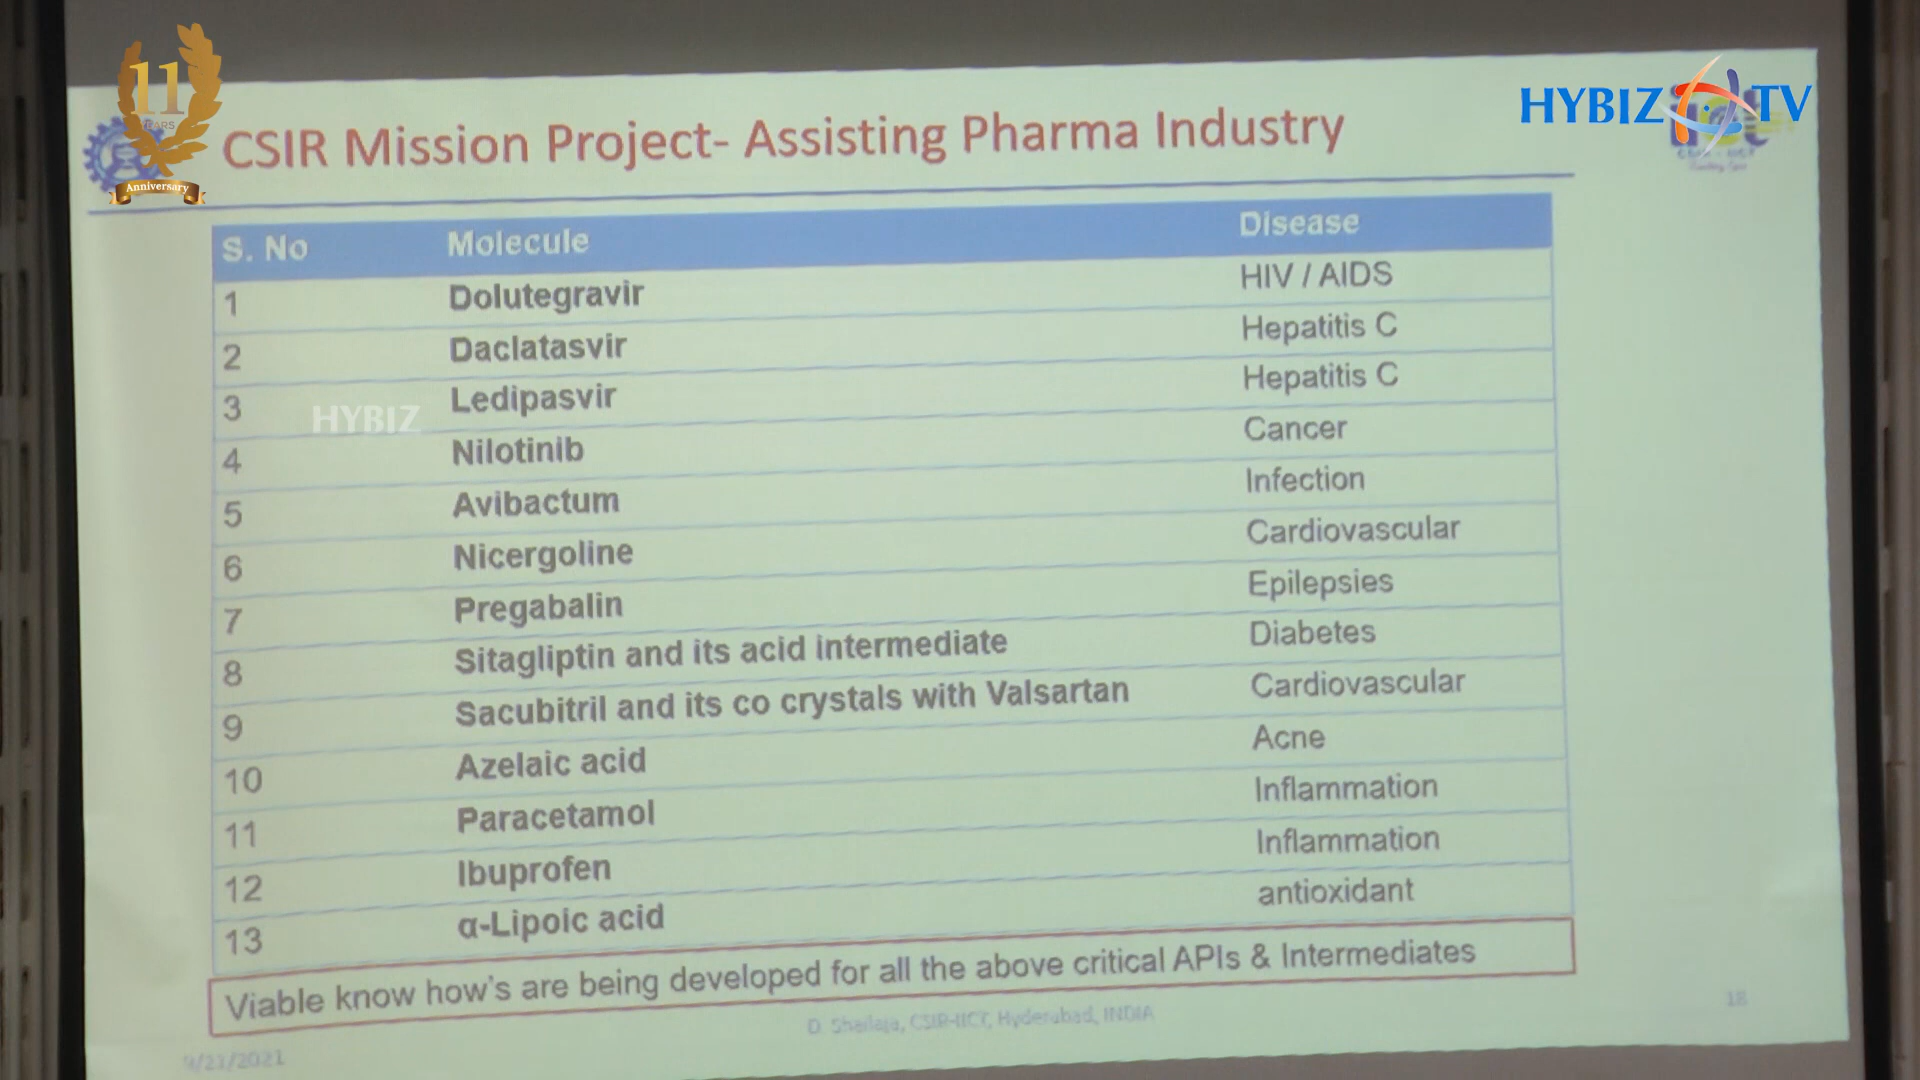 11
YEARS
Anniversary
HYBIZ TV
CSIR Mission Project- Assisting Pharma Industry
S. No Molecule Disease
1 Dolutegravir HIV / AIDS
2 Daclatasvir Hepatitis C
3 Ledipasvir Hepatitis C
HYBIZ
4 Nilotinib Cancer
5 Avibactum Infection
6 Nicergoline Cardiovascular
7 Pregabalin Epilepsies
8 Sitagliptin and its acid intermediate Diabetes
9 Sacubitril and its co crystals with Valsartan Cardiovascular
10 Azelaic acid Acne
11 Paracetamol Inflammation
12 Ibuprofen Inflammation
13 α-Lipoic acid antioxidant
Viable know how's are being developed for all the above critical APIs & Intermediates
D. Shailaja, CSIR-IICT, Hyderabad, INDIA
18
9/21/2021